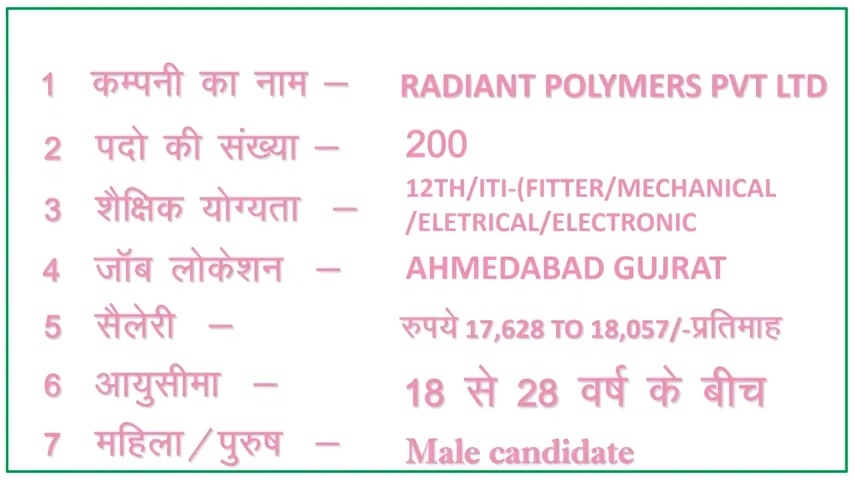 1 कम्पनी का नाम – RADIANT POLYMERS PVT LTD
2 पदो की संख्या – 200
3 शैक्षिक योग्यता – 12TH/ITI-(FITTER/MECHANICAL
/ELETRICAL/ELECTRONIC
4 जॉब लोकेशन – AHMEDABAD GUJRAT
5 सैलेरी – रुपये 17,628 TO 18,057/-प्रतिमाह
6 आयुसीमा – 18 से 28 वर्ष के बीच
7 महिला/पुरुष – Male candidate